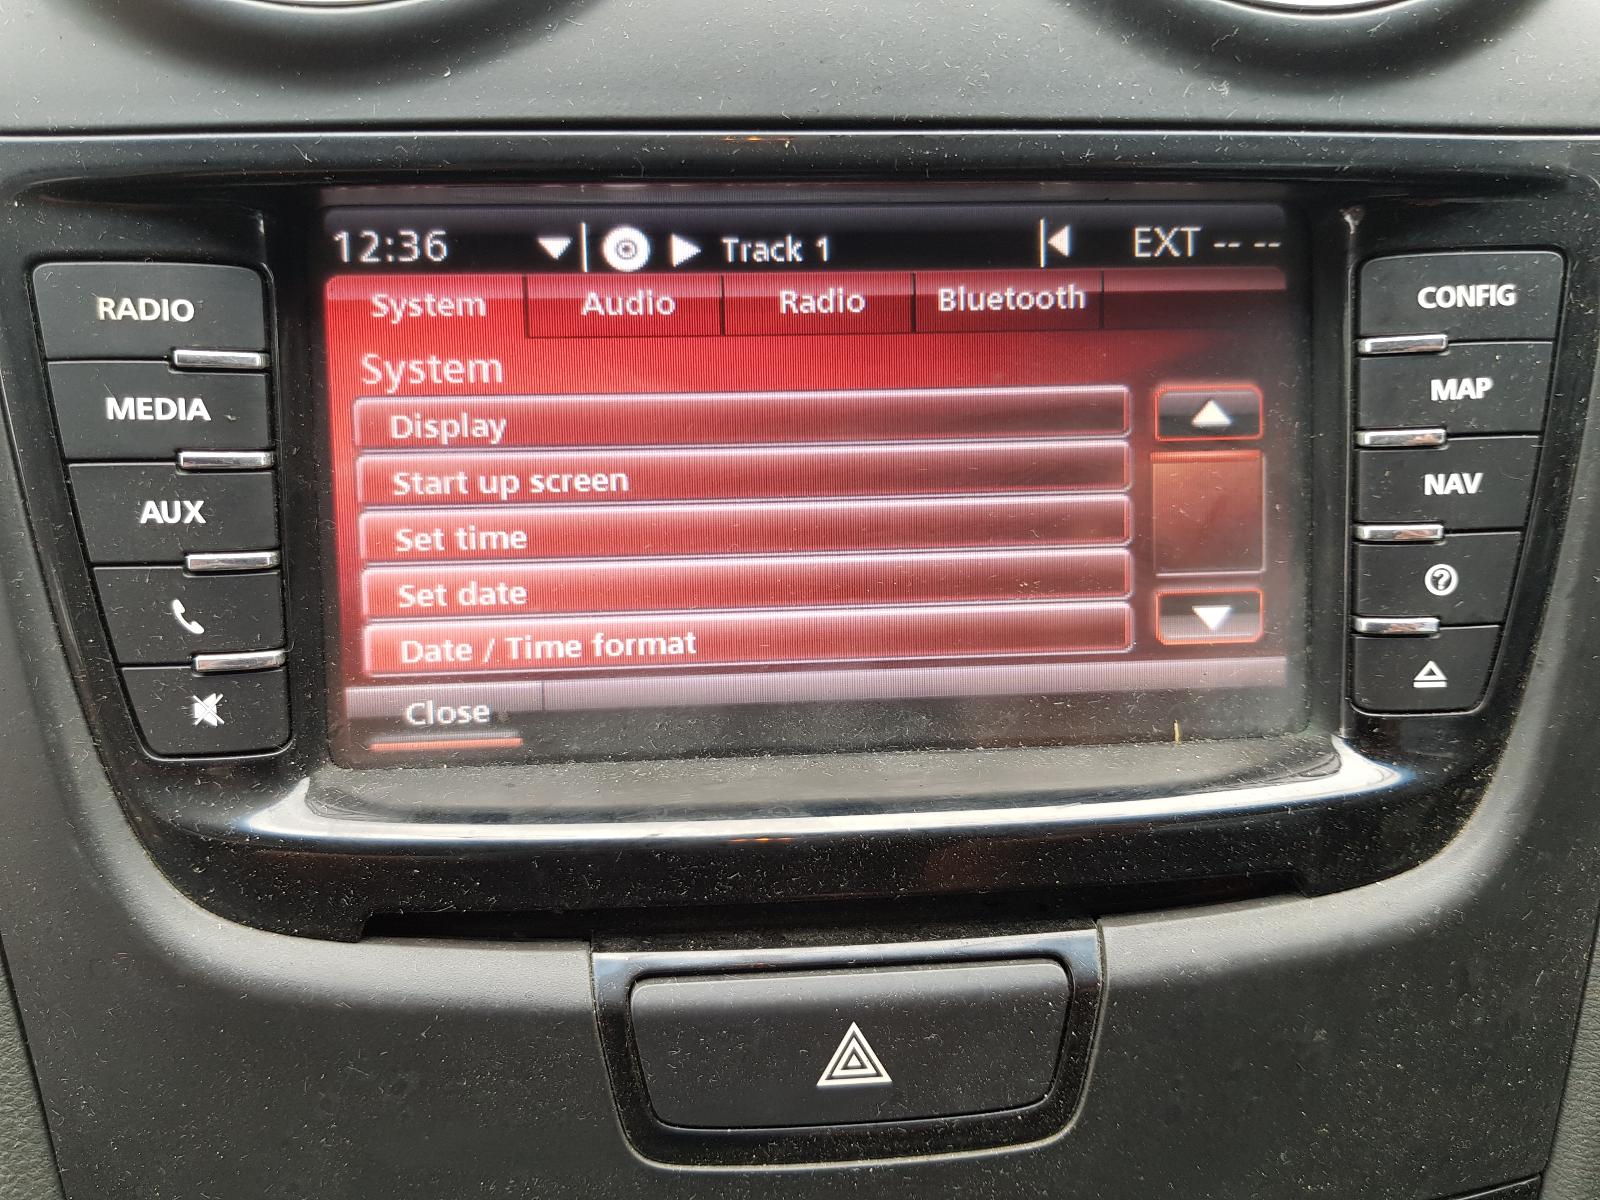 12:36 Track 1 EXT -- --
System Audio Radio Bluetooth
System
Display
Start up screen
Set time
Set date
Date / Time format
Close
RADIO
MEDIA
AUX
CONFIG
MAP
NAV
?